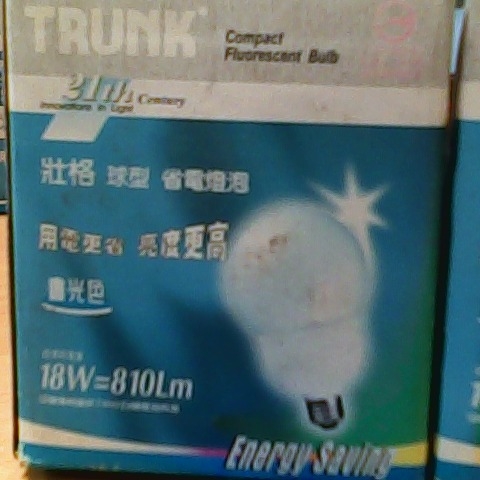 TRUNK
Compact
Fluorescent Bulb
21th Century
Innovations in Light
壯格 球型 省電燈泡
用電更省 亮度更高
晝光色
18W=810Lm
Energy Saving